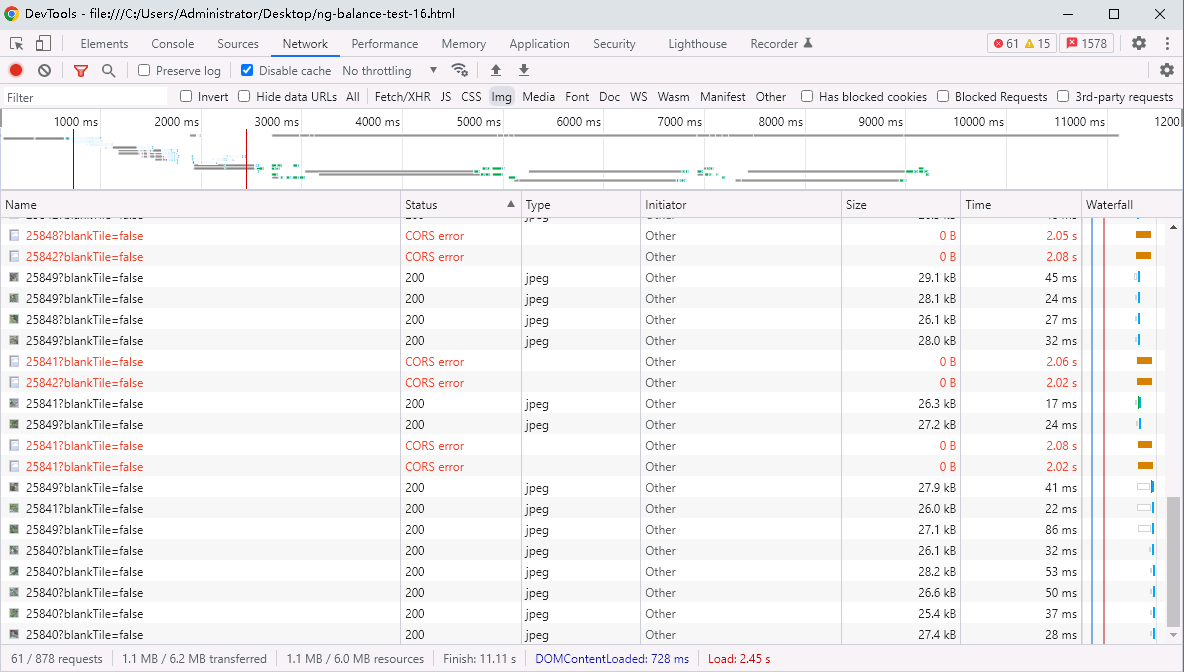 DevTools - file:///C:/Users/Administrator/Desktop/ng-balance-test-16.html
Elements Console Sources Network Performance Memory Application Security Lighthouse Recorder 61 15 1578
Preserve log Disable cache No throttling
Filter Invert Hide data URLs All Fetch/XHR JS CSS Img Media Font Doc WS Wasm Manifest Other Has blocked cookies Blocked Requests 3rd-party requests
1000 ms 2000 ms 3000 ms 4000 ms 5000 ms 6000 ms 7000 ms 8000 ms 9000 ms 10000 ms 11000 ms 1200
Name Status Type Initiator Size Time Waterfall
25848?blankTile=false CORS error Other 0 B 2.05 s
25842?blankTile=false CORS error Other 0 B 2.08 s
25849?blankTile=false 200 jpeg Other 29.1 kB 45 ms
25849?blankTile=false 200 jpeg Other 28.1 kB 24 ms
25848?blankTile=false 200 jpeg Other 26.1 kB 27 ms
25849?blankTile=false 200 jpeg Other 28.0 kB 32 ms
25841?blankTile=false CORS error Other 0 B 2.06 s
25842?blankTile=false CORS error Other 0 B 2.02 s
25841?blankTile=false 200 jpeg Other 26.3 kB 17 ms
25849?blankTile=false 200 jpeg Other 27.2 kB 24 ms
25841?blankTile=false CORS error Other 0 B 2.08 s
25841?blankTile=false CORS error Other 0 B 2.02 s
25849?blankTile=false 200 jpeg Other 27.9 kB 41 ms
25841?blankTile=false 200 jpeg Other 26.0 kB 22 ms
25849?blankTile=false 200 jpeg Other 27.1 kB 86 ms
25840?blankTile=false 200 jpeg Other 26.1 kB 32 ms
25840?blankTile=false 200 jpeg Other 28.2 kB 53 ms
25840?blankTile=false 200 jpeg Other 26.6 kB 50 ms
25840?blankTile=false 200 jpeg Other 25.4 kB 37 ms
25840?blankTile=false 200 jpeg Other 27.4 kB 28 ms
61 / 878 requests 1.1 MB / 6.2 MB transferred 1.1 MB / 6.0 MB resources Finish: 11.11 s DOMContentLoaded: 728 ms Load: 2.45 s